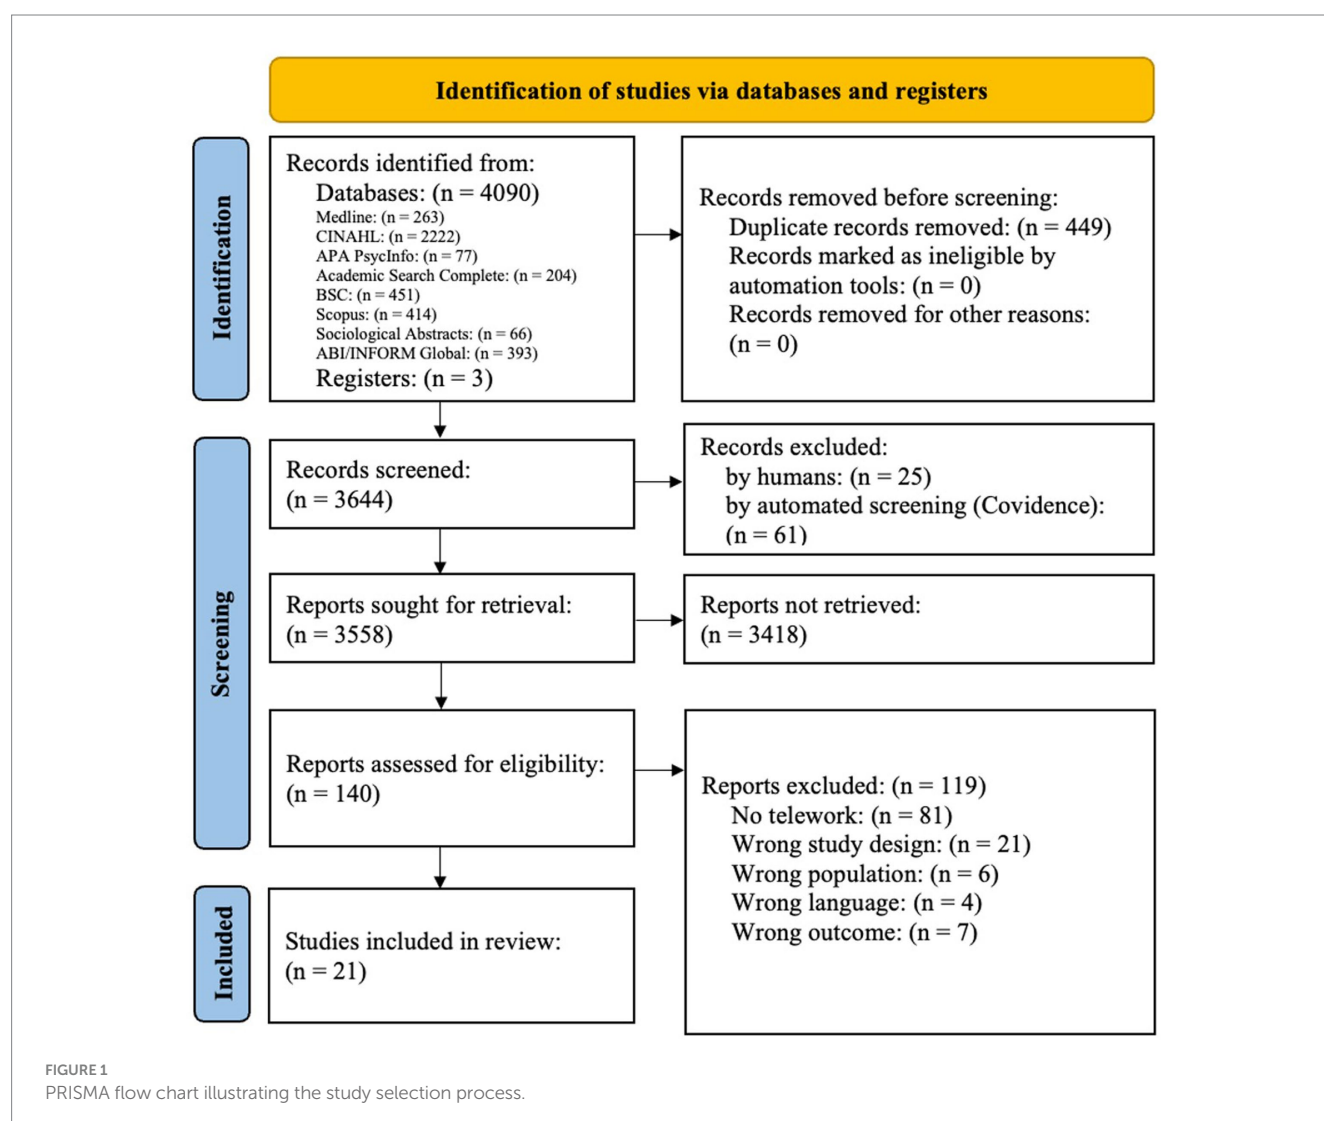 Identification of studies via databases and registers
Identification
Records identified from:
Databases: (n = 4090)
Medline: (n = 263)
CINAHL: (n = 2222)
APA PsycInfo: (n = 77)
Academic Search Complete: (n = 204)
BSC: (n = 451)
Scopus: (n = 414)
Sociological Abstracts: (n = 66)
ABI/INFORM Global: (n = 393)
Registers: (n = 3)
Records removed before screening:
Duplicate records removed: (n = 449)
Records marked as ineligible by
automation tools: (n = 0)
Records removed for other reasons:
(n = 0)
Screening
Records screened:
(n = 3644)
Records excluded:
by humans: (n = 25)
by automated screening (Covidence):
(n = 61)
Reports sought for retrieval:
(n = 3558)
Reports not retrieved:
(n = 3418)
Reports assessed for eligibility:
(n = 140)
Reports excluded: (n = 119)
No telework: (n = 81)
Wrong study design: (n = 21)
Wrong population: (n = 6)
Wrong language: (n = 4)
Wrong outcome: (n = 7)
Included
Studies included in review:
(n = 21)
FIGURE 1
PRISMA flow chart illustrating the study selection process.